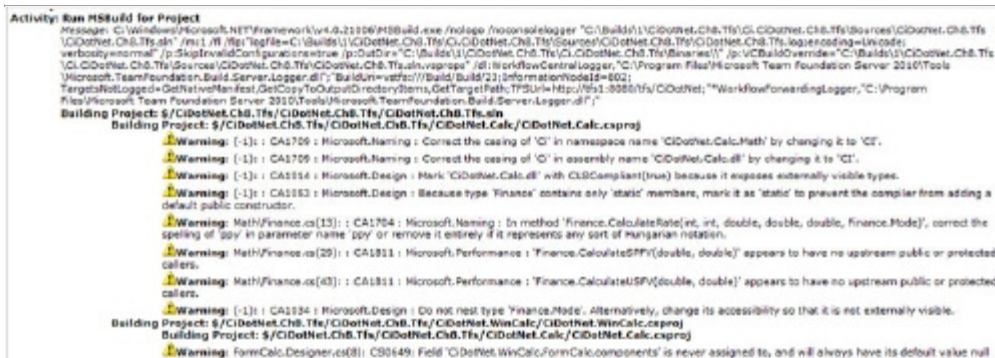 Activity: Run MSBuild for Project
Message: C:\Windows\Microsoft.NET\Framework\v4.0.21006\MSBuild.exe /nologo /noconsolelogger "C:\Builds\1\CiDotNet.Ch8.Tfs\Ci.CiDotNet.Ch8.Tfs\Sources\CiDotNet.Ch8.Tfs
\CiDotNet.Ch8.Tfs.sln" /m:1 /fl /flp:"logfile=C:\Builds\1\CiDotNet.Ch8.Tfs\Ci.CiDotNet.Ch8.Tfs\Sources\CiDotNet.Ch8.Tfs\CiDotNet.Ch8.Tfs.log;encoding=Unicode;
verbosity=normal" /p:SkipInvalidConfigurations=true /p:OutDir="C:\Builds\1\CiDotNet.Ch8.Tfs\Ci.CiDotNet.Ch8.Tfs\Binaries\\" /p:VCBuildOverride="C:\Builds\1\CiDotNet.Ch8.Tfs
\Ci.CiDotNet.Ch8.Tfs\Sources\CiDotNet.Ch8.Tfs\CiDotNet.Ch8.Tfs.sln.vsprops" /dl:WorkflowCentralLogger,"C:\Program Files\Microsoft Team Foundation Server 2010\Tools
\Microsoft.TeamFoundation.Build.Server.Logger.dll";"BuildUri=vstfs:///Build/Build/23;InformationNodeId=802;
TargetsNotLogged=GetNativeManifest,GetCopyToOutputDirectoryItems,GetTargetPath;TFSUrl=http://tfs1:8080/tfs/CiDotNet;"*WorkflowForwardingLogger,"C:\Program
Files\Microsoft Team Foundation Server 2010\Tools\Microsoft.TeamFoundation.Build.Server.Logger.dll";"
Building Project: $/CiDotNet.Ch8.Tfs/CiDotNet.Ch8.Tfs/CiDotNet.Ch8.Tfs.sln
Building Project: $/CiDotNet.Ch8.Tfs/CiDotNet.Ch8.Tfs/CiDotNet.Calc/CiDotNet.Calc.csproj
Warning: (-1): : CA1709 : Microsoft.Naming : Correct the casing of 'Ci' in namespace name 'CiDotNet.Calc.Math' by changing it to 'CI'.
Warning: (-1): : CA1709 : Microsoft.Naming : Correct the casing of 'Ci' in assembly name 'CiDotNet.Calc.dll' by changing it to 'CI'.
Warning: (-1): : CA1014 : Microsoft.Design : Mark 'CiDotNet.Calc.dll' with CLSCompliant(true) because it exposes externally visible types.
Warning: (-1): : CA1053 : Microsoft.Design : Because type 'Finance' contains only 'static' members, mark it as 'static' to prevent the compiler from adding a
default public constructor.
Warning: Math\Finance.cs(13): : CA1704 : Microsoft.Naming : In method 'Finance.CalculateRate(int, int, double, double, double, Finance.Mode)', correct the
spelling of 'ppy' in parameter name 'ppy' or remove it entirely if it represents any sort of Hungarian notation.
Warning: Math\Finance.cs(29): : CA1811 : Microsoft.Performance : 'Finance.CalculateSPFV(double, double)' appears to have no upstream public or protected
callers.
Warning: Math\Finance.cs(43): : CA1811 : Microsoft.Performance : 'Finance.CalculateUSFV(double, double)' appears to have no upstream public or protected
callers.
Warning: (-1): : CA1034 : Microsoft.Design : Do not nest type 'Finance.Mode'. Alternatively, change its accessibility so that it is not externally visible.
Building Project: $/CiDotNet.Ch8.Tfs/CiDotNet.Ch8.Tfs/CiDotNet.WinCalc/CiDotNet.WinCalc.csproj
Building Project: $/CiDotNet.Ch8.Tfs/CiDotNet.Ch8.Tfs/CiDotNet.Calc/CiDotNet.Calc.csproj
Warning: FormCalc.Designer.cs(8): CS0649: Field 'CiDotNet.WinCalc.FormCalc.components' is never assigned to, and will always have its default value null